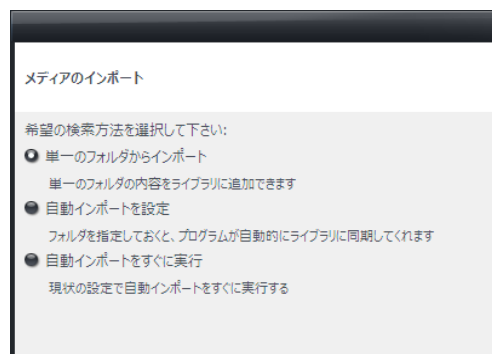 メディアのインポート
希望の検索方法を選択して下さい:
単一のフォルダからインポート
単一のフォルダの内容をライブラリに追加できます
自動インポートを設定
フォルダを指定しておくと、プログラムが自動的にライブラリに同期してくれます
自動インポートをすぐに実行
現状の設定で自動インポートをすぐに実行する